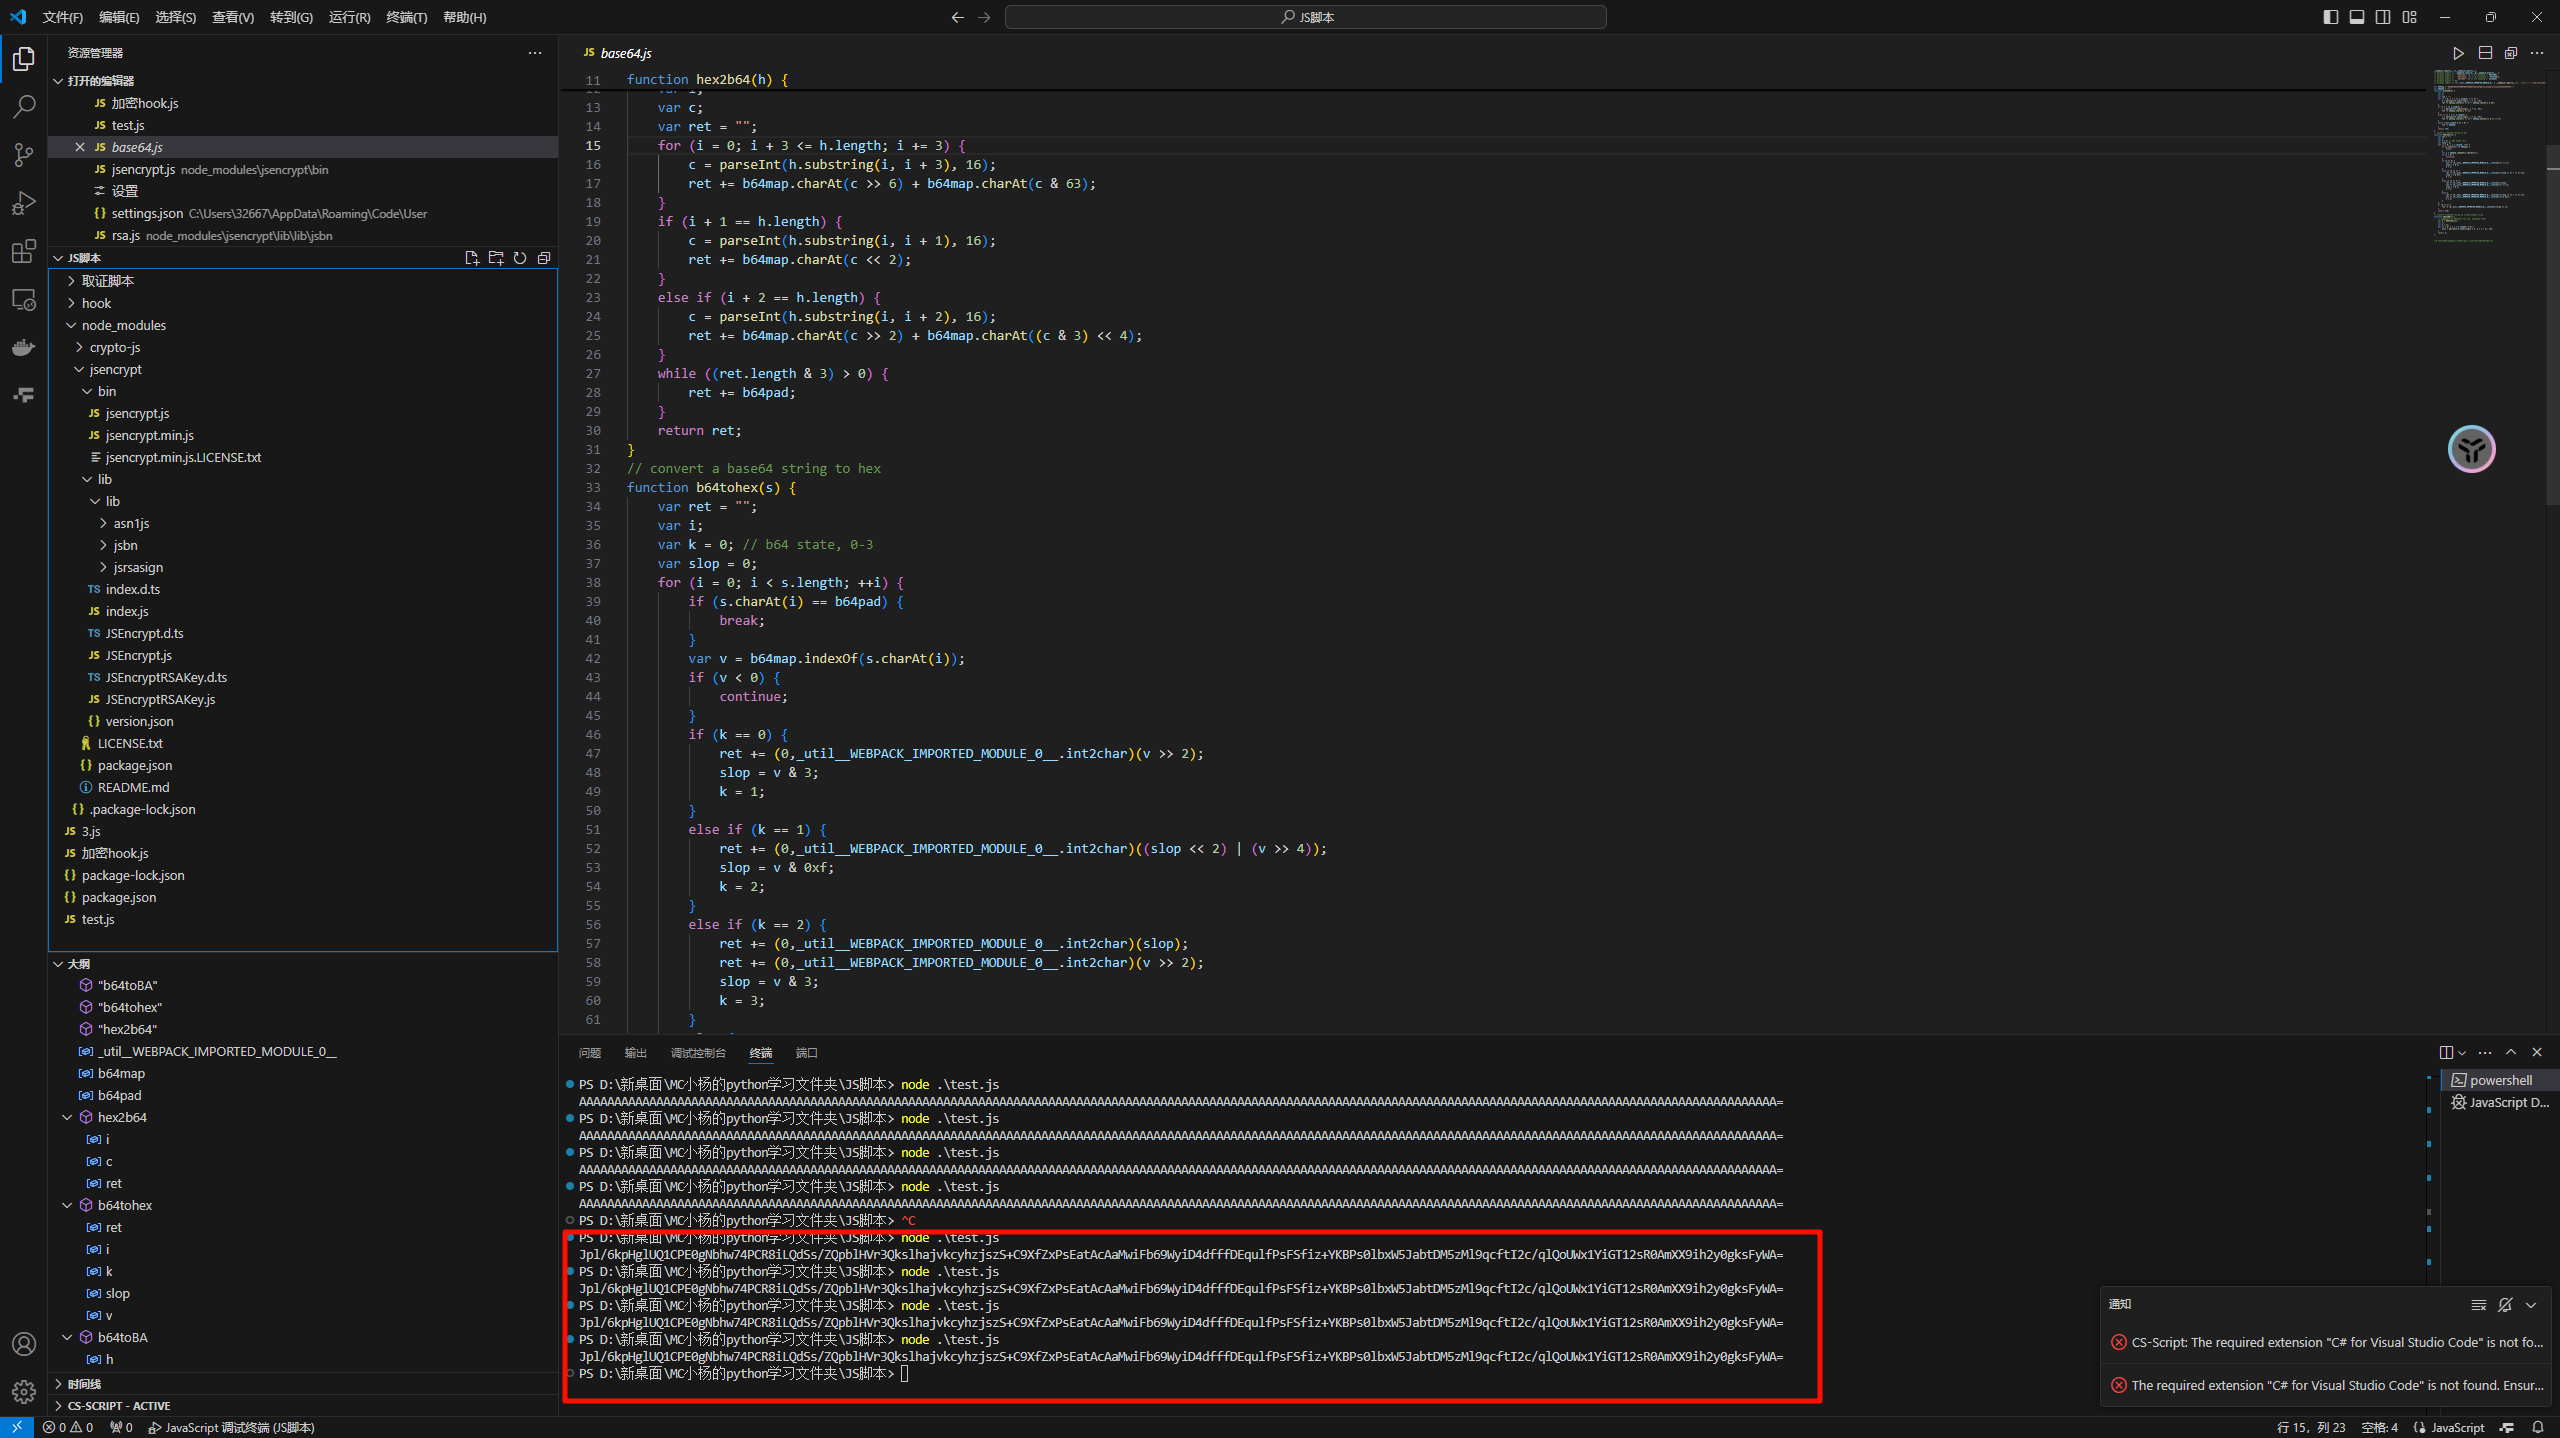 文件(F) 编辑(E) 选择(S) 查看(V) 转到(G) 运行(R) 终端(T) 帮助(H)
JS脚本
资源管理器
打开的编辑器
JS 加密hook.js
JS test.js
JS base64.js
JS jsencrypt.js node_modules\jsencrypt\bin
设置
{} settings.json C:\Users\32667\AppData\Roaming\Code\User
JS rsa.js node_modules\jsencrypt\lib\lib\jsbn
JS脚本
取证脚本
hook
node_modules
crypto-js
jsencrypt
bin
JS jsencrypt.js
JS jsencrypt.min.js
jsencrypt.min.js.LICENSE.txt
lib
lib
asn1js
jsbn
jsrsasign
TS index.d.ts
JS index.js
TS JSEncrypt.d.ts
JS JSEncrypt.js
TS JSEncryptRSAKey.d.ts
JS JSEncryptRSAKey.js
{} version.json
LICENSE.txt
{} package.json
README.md
{} .package-lock.json
JS 3.js
JS 加密hook.js
{} package-lock.json
{} package.json
JS test.js
大纲
"b64toBA"
"b64tohex"
"hex2b64"
_util__WEBPACK_IMPORTED_MODULE_0__
b64map
b64pad
hex2b64
i
c
ret
b64tohex
ret
i
k
slop
v
b64toBA
h
时间线
CS-SCRIPT - ACTIVE
JS base64.js
11 function hex2b64(h) {
13 var c;
14 var ret = "";
15 for (i = 0; i + 3 <= h.length; i += 3) {
16 c = parseInt(h.substring(i, i + 3), 16);
17 ret += b64map.charAt(c >> 6) + b64map.charAt(c & 63);
18 }
19 if (i + 1 == h.length) {
20 c = parseInt(h.substring(i, i + 1), 16);
21 ret += b64map.charAt(c << 2);
22 }
23 else if (i + 2 == h.length) {
24 c = parseInt(h.substring(i, i + 2), 16);
25 ret += b64map.charAt(c >> 2) + b64map.charAt((c & 3) << 4);
26 }
27 while ((ret.length & 3) > 0) {
28 ret += b64pad;
29 }
30 return ret;
31 }
32 // convert a base64 string to hex
33 function b64tohex(s) {
34 var ret = "";
35 var i;
36 var k = 0; // b64 state, 0-3
37 var slop = 0;
38 for (i = 0; i < s.length; ++i) {
39 if (s.charAt(i) == b64pad) {
40 break;
41 }
42 var v = b64map.indexOf(s.charAt(i));
43 if (v < 0) {
44 continue;
45 }
46 if (k == 0) {
47 ret += (0,_util__WEBPACK_IMPORTED_MODULE_0__.int2char)(v >> 2);
48 slop = v & 3;
49 k = 1;
50 }
51 else if (k == 1) {
52 ret += (0,_util__WEBPACK_IMPORTED_MODULE_0__.int2char)((slop << 2) | (v >> 4));
53 slop = v & 0xf;
54 k = 2;
55 }
56 else if (k == 2) {
57 ret += (0,_util__WEBPACK_IMPORTED_MODULE_0__.int2char)(slop);
58 ret += (0,_util__WEBPACK_IMPORTED_MODULE_0__.int2char)(v >> 2);
59 slop = v & 3;
60 k = 3;
61 }
问题 输出 调试控制台 终端 端口
PS D:\新桌面\MC小杨的python学习文件夹\JS脚本> node .\test.js
PS D:\新桌面\MC小杨的python学习文件夹\JS脚本> node .\test.js
PS D:\新桌面\MC小杨的python学习文件夹\JS脚本> node .\test.js
PS D:\新桌面\MC小杨的python学习文件夹\JS脚本> node .\test.js
PS D:\新桌面\MC小杨的python学习文件夹\JS脚本> ^C
PS D:\新桌面\MC小杨的python学习文件夹\JS脚本> node .\test.js
Jpl/6kpHglUQ1CPE0gNbhw74PCR8iLQdSs/ZQpblHVr3QkslhajvkcyhzjszS+C9XfZxPsEatAcAaMwiFb69WyiD4dfffDEqulfPsFSfiz+YKBPs0lbxW5JabtDM5zMl9qcftI2c/qlQoUWx1YiGT12sR0AmXX9ih2y0gksFyWA=
PS D:\新桌面\MC小杨的python学习文件夹\JS脚本> node .\test.js
Jpl/6kpHglUQ1CPE0gNbhw74PCR8iLQdSs/ZQpblHVr3QkslhajvkcyhzjszS+C9XfZxPsEatAcAaMwiFb69WyiD4dfffDEqulfPsFSfiz+YKBPs0lbxW5JabtDM5zMl9qcftI2c/qlQoUWx1YiGT12sR0AmXX9ih2y0gksFyWA=
PS D:\新桌面\MC小杨的python学习文件夹\JS脚本> node .\test.js
Jpl/6kpHglUQ1CPE0gNbhw74PCR8iLQdSs/ZQpblHVr3QkslhajvkcyhzjszS+C9XfZxPsEatAcAaMwiFb69WyiD4dfffDEqulfPsFSfiz+YKBPs0lbxW5JabtDM5zMl9qcftI2c/qlQoUWx1YiGT12sR0AmXX9ih2y0gksFyWA=
PS D:\新桌面\MC小杨的python学习文件夹\JS脚本> node .\test.js
Jpl/6kpHglUQ1CPE0gNbhw74PCR8iLQdSs/ZQpblHVr3QkslhajvkcyhzjszS+C9XfZxPsEatAcAaMwiFb69WyiD4dfffDEqulfPsFSfiz+YKBPs0lbxW5JabtDM5zMl9qcftI2c/qlQoUWx1YiGT12sR0AmXX9ih2y0gksFyWA=
PS D:\新桌面\MC小杨的python学习文件夹\JS脚本>
powershell
JavaScript D...
通知
CS-Script: The required extension "C# for Visual Studio Code" is not fo...
The required extension "C# for Visual Studio Code" is not found. Ensur...
0 0 0 JavaScript 调试终端 (JS脚本)
行 15，列 23 空格: 4 {} JavaScript